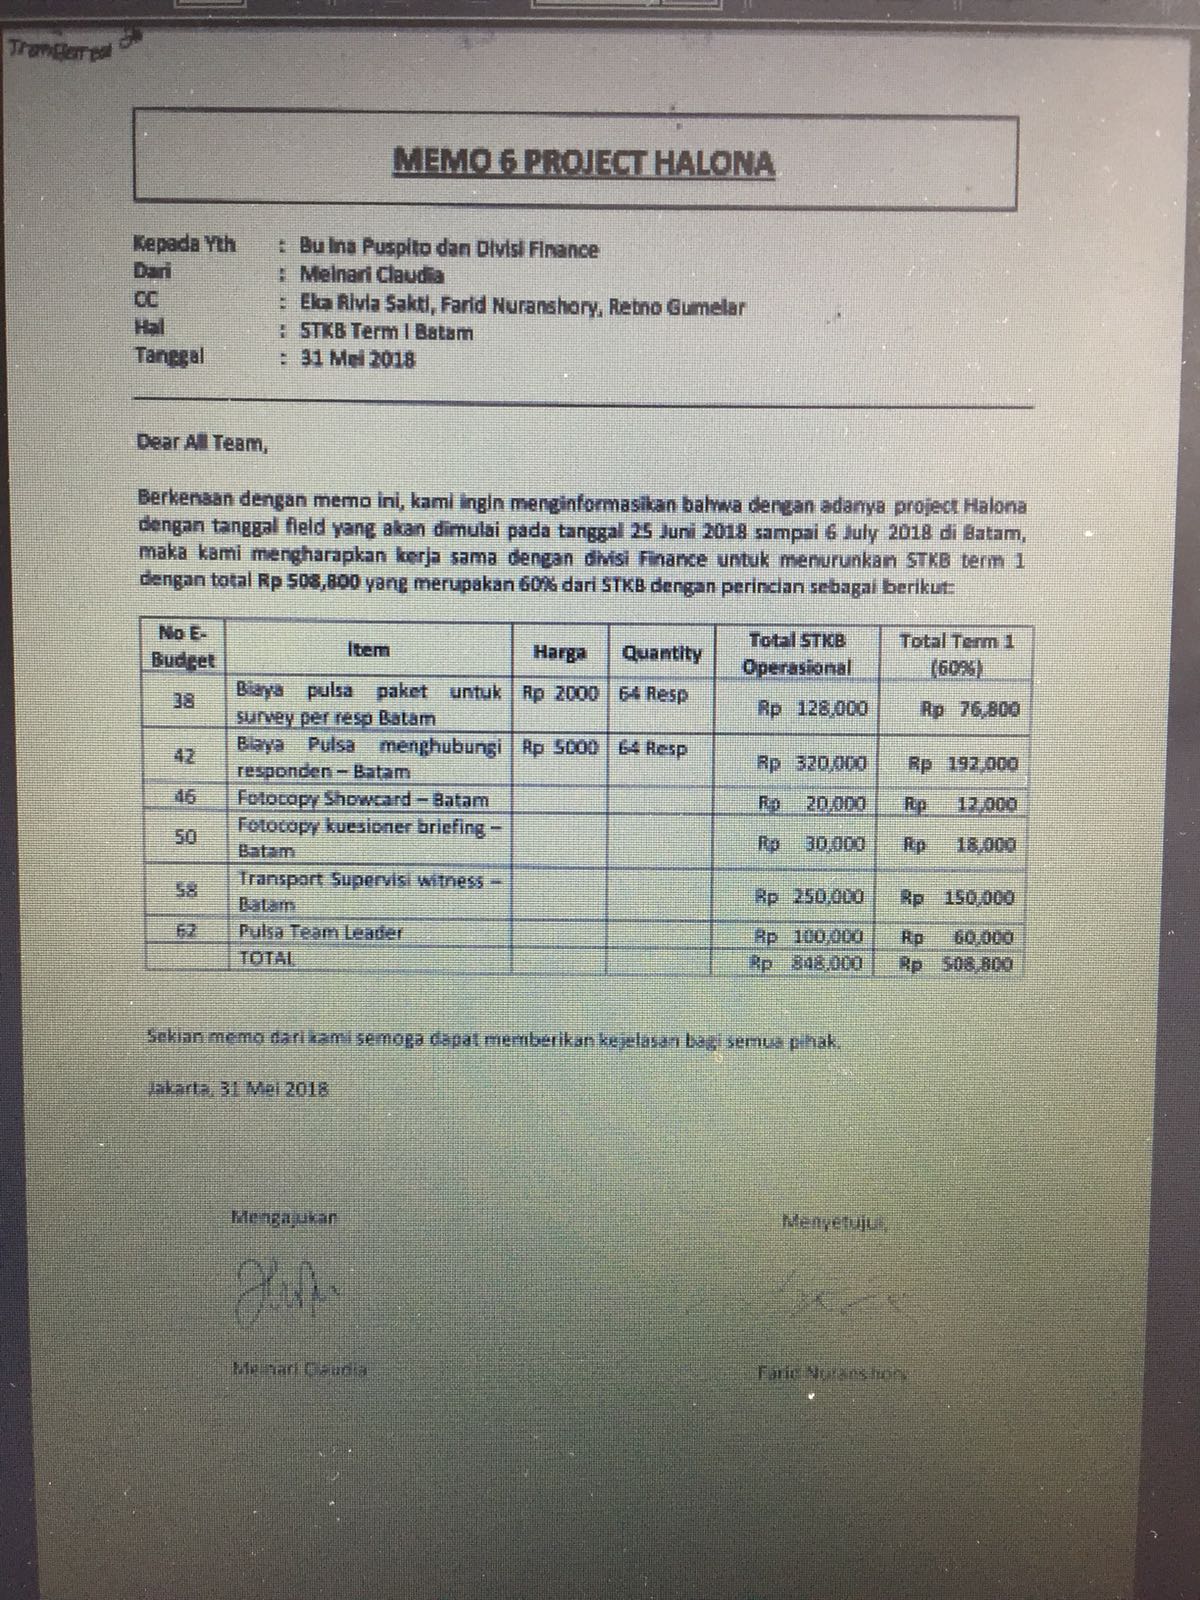 Transferred
MEMO 6 PROJECT HALONA
Kepada Yth : Bu Ina Puspito dan Divisi Finance
Dari : Meinari Claudia
CC : Eka Rivia Sakti, Farid Nuranshory, Retno Gumelar
Hal : STKB Term I Batam
Tanggal : 31 Mei 2018
Dear All Team,
Berkenaan dengan memo ini, kami ingin menginformasikan bahwa dengan adanya project Halona
dengan tanggal field yang akan dimulai pada tanggal 25 Juni 2018 sampai 6 July 2018 di Batam,
maka kami mengharapkan kerja sama dengan divisi Finance untuk menurunkan STKB term 1
dengan total Rp 508,800 yang merupakan 60% dari STKB dengan perincian sebagai berikut:
No E-Budget Item Harga Quantity Total STKB Operasional Total Term 1 (60%)
38 Biaya pulsa paket untuk survey per resp Batam Rp 2000 64 Resp Rp 128,000 Rp 76,800
42 Biaya Pulsa menghubungi responden – Batam Rp 5000 64 Resp Rp 320,000 Rp 192,000
46 Fotocopy Showcard – Batam Rp 20,000 Rp 12,000
50 Fotocopy kuesioner briefing – Batam Rp 30,000 Rp 18,000
58 Transport Supervisi witness – Batam Rp 250,000 Rp 150,000
62 Pulsa Team Leader Rp 100,000 Rp 60,000
TOTAL Rp 848,000 Rp 508,800
Sekian memo dari kami semoga dapat memberikan kejelasan bagi semua pihak.
Jakarta, 31 Mei 2018
Mengajukan Menyetujui,
Meinari Claudia Farid Nuranshory